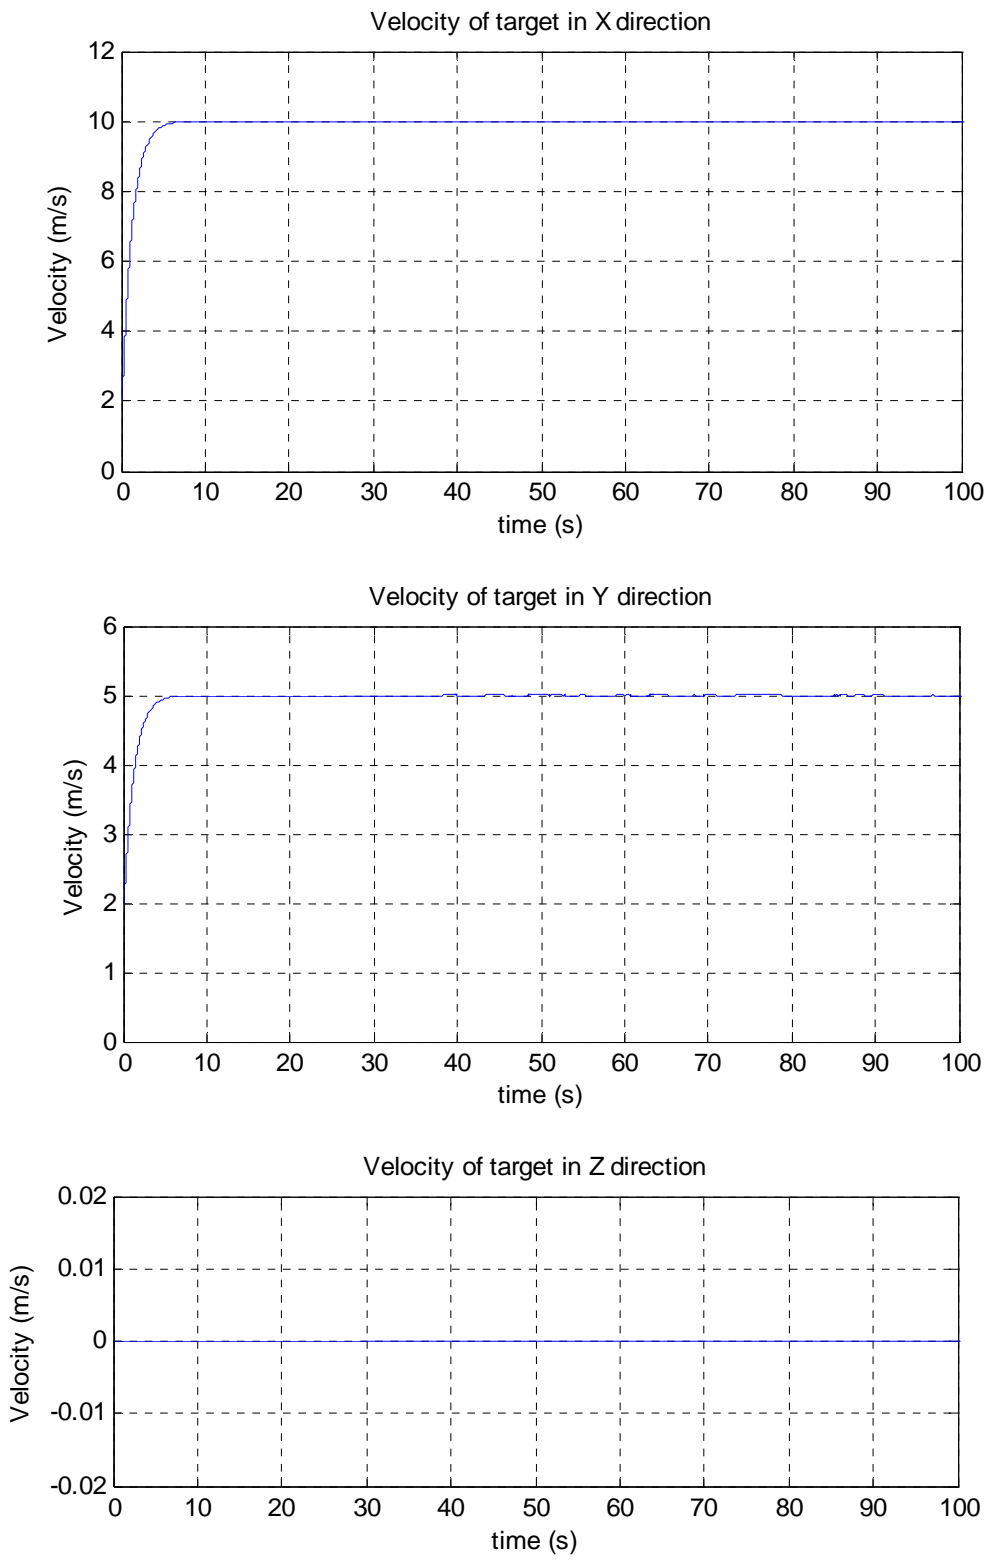 Velocity of target in X direction
12
10
8
6
4
2
0
Velocity (m/s)
0 10 20 30 40 50 60 70 80 90 100
time (s)
Velocity of target in Y direction
6
5
4
3
2
1
0
Velocity (m/s)
0 10 20 30 40 50 60 70 80 90 100
time (s)
Velocity of target in Z direction
0.02
0.01
0
-0.01
-0.02
Velocity (m/s)
0 10 20 30 40 50 60 70 80 90 100
time (s)